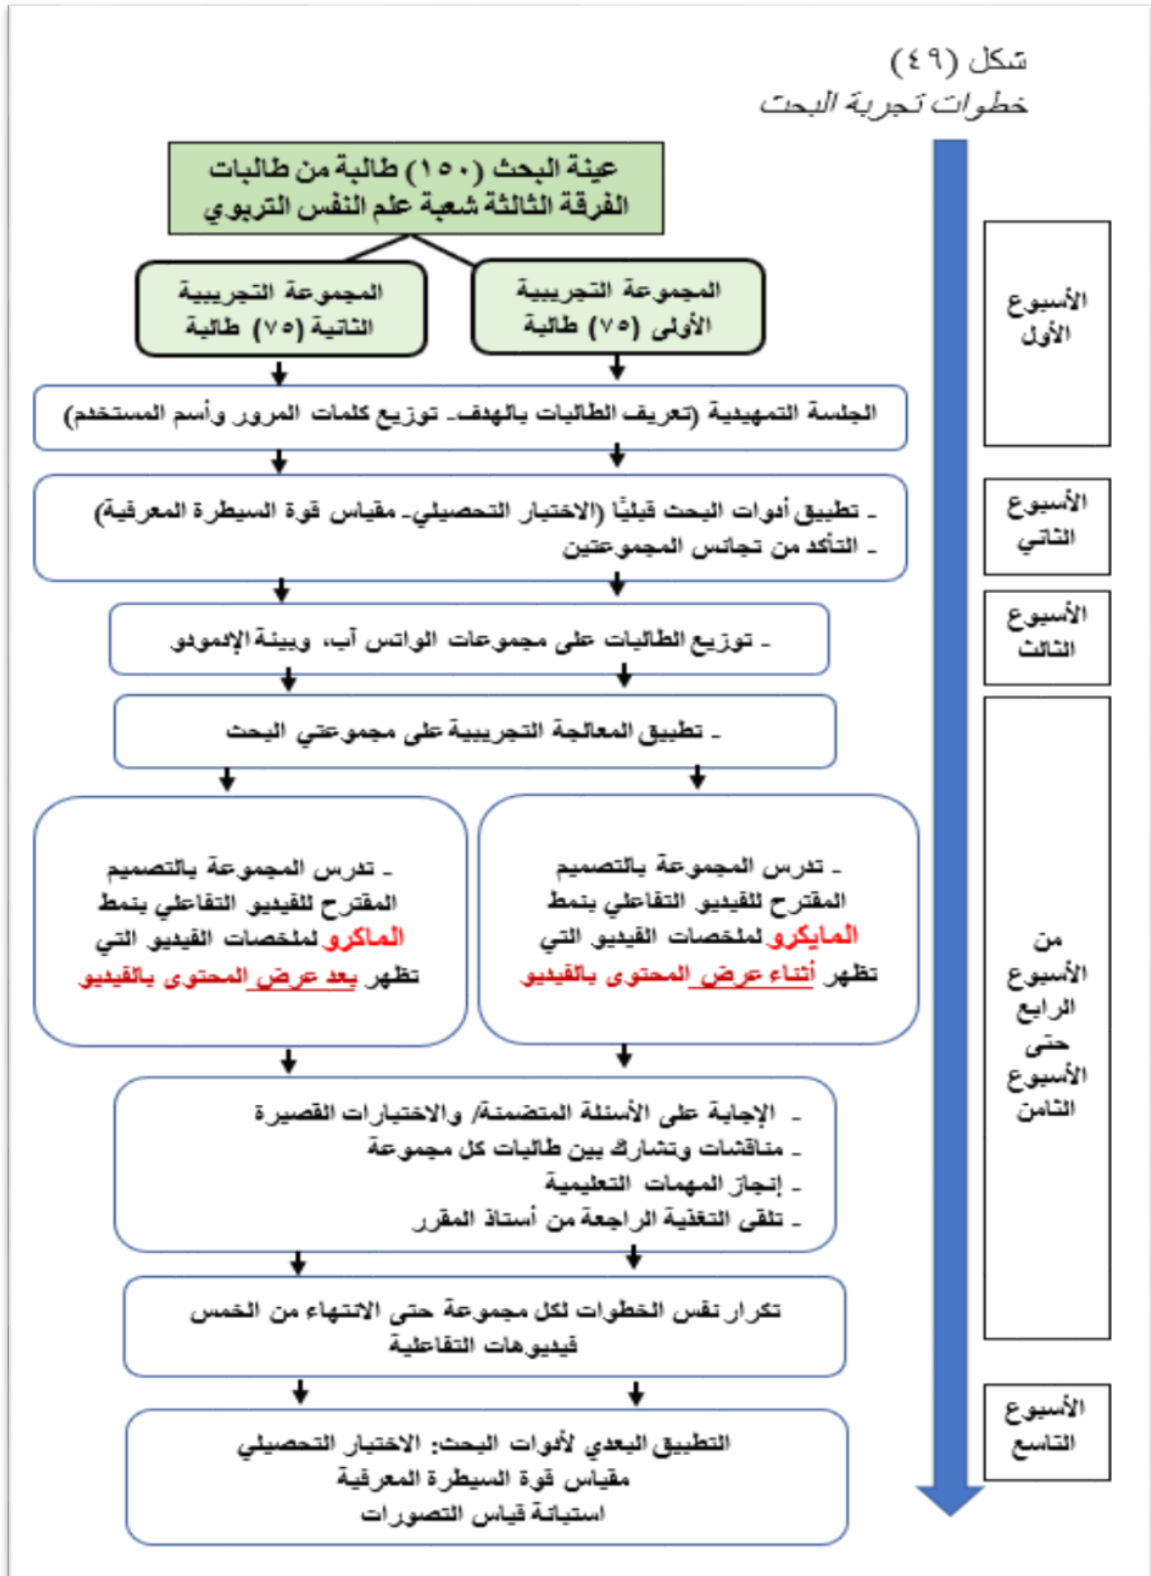 شكل (٤٩)
خطوات تجربة البحث
عينة البحث (١٥٠) طالبة من طالبات
الفرقة الثالثة شعبة علم النفس التربوي
المجموعة التجريبية
الأولى (٧٥) طالبة
المجموعة التجريبية
الثانية (٧٥) طالبة
الأسبوع
الأول
الجلسة التمهيدية (تعريف الطالبات بالهدف- توزيع كلمات المرور وأسم المستخدم)
- تطبيق أدوات البحث قبليًا (الاختبار التحصيلي- مقياس قوة السيطرة المعرفية)
- التأكد من تجانس المجموعتين
الأسبوع
الثاني
- توزيع الطالبات على مجموعات الواتس آب، وبيئة الإدمودو
الأسبوع
الثالث
- تطبيق المعالجة التجريبية على مجموعتي البحث
- تدرس المجموعة بالتصميم
المقترح للفيديو التفاعلي بنمط
المايكرو لملخصات الفيديو التي
تظهر أثناء عرض المحتوى بالفيديو
- تدرس المجموعة بالتصميم
المقترح للفيديو التفاعلي بنمط
الماكرو لملخصات الفيديو التي
تظهر بعد عرض المحتوى بالفيديو
من
الأسبوع
الرابع
حتى
الأسبوع
الثامن
- الإجابة على الأسئلة المتضمنة/ والاختبارات القصيرة
- مناقشات وتشارك بين طالبات كل مجموعة
- إنجاز المهمات التعليمية
- تلقى التغذية الراجعة من أستاذ المقرر
تكرار نفس الخطوات لكل مجموعة حتى الانتهاء من الخمس
فيديوهات التفاعلية
التطبيق البعدي لأدوات البحث: الاختبار التحصيلي
مقياس قوة السيطرة المعرفية
استبانة قياس التصورات
الأسبوع
التاسع